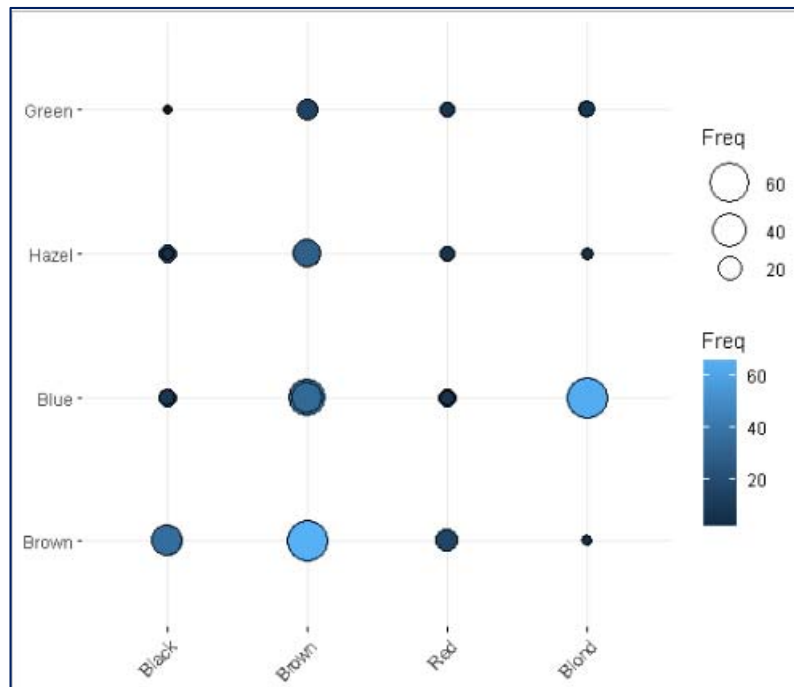 Green
Hazel
Blue
Brown
Black
Brown
Red
Blond
Freq
60
40
20
Freq
60
40
20